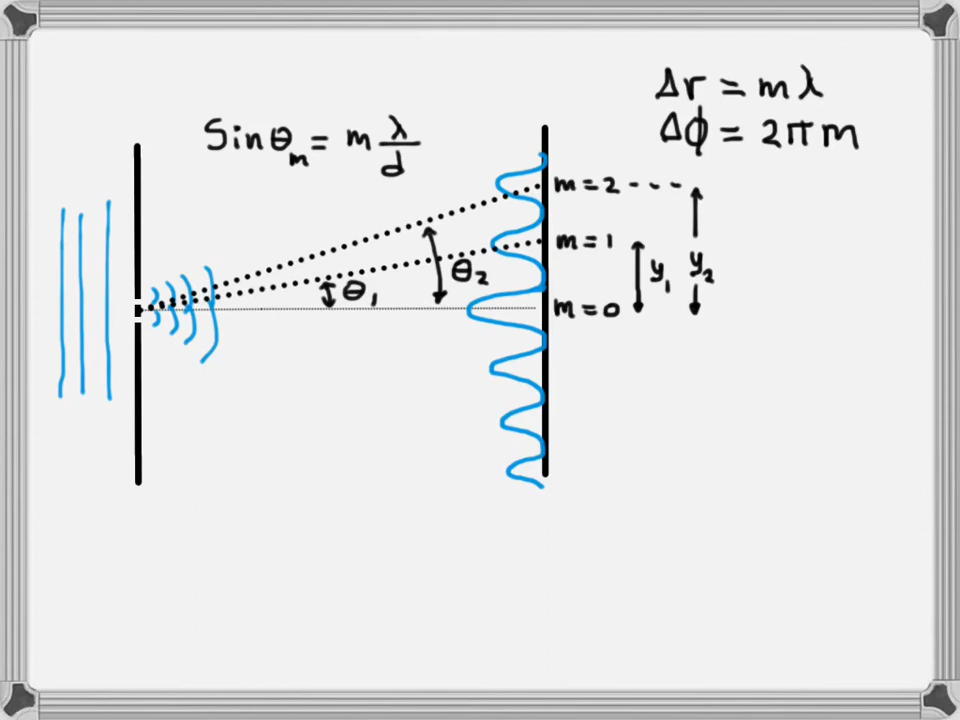 Δr = mλ
Sinθₘ = m λ/d
Δϕ = 2πm
m = 2
m = 1
θ₂
y₁
y₂
θ₁
m = 0